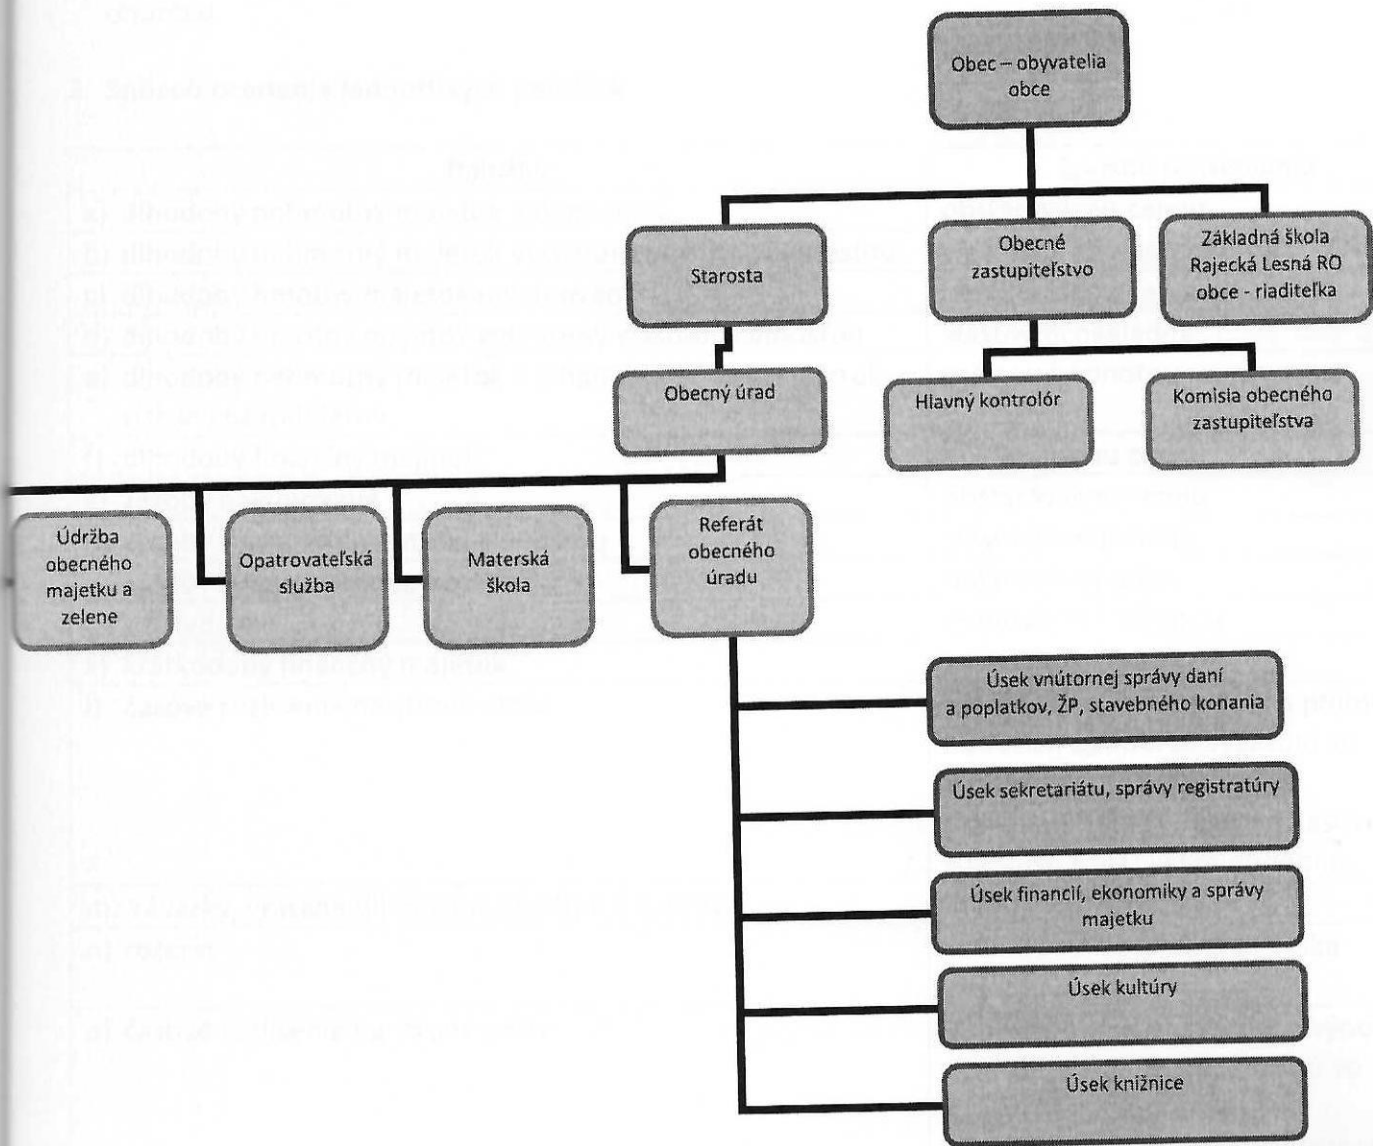 Obec – obyvatelia
obce
Starosta
Obecné
zastupiteľstvo
Základná škola
Rajecká Lesná RO
obce - riaditeľka
Obecný úrad
Hlavný kontrolór
Komisia obecného
zastupiteľstva
Údržba
obecného
majetku a
zelene
Opatrovateľská
služba
Materská
škola
Referát
obecného
úradu
Úsek vnútornej správy daní
a poplatkov, ŽP, stavebného konania
Úsek sekretariátu, správy registratúry
Úsek financií, ekonomiky a správy
majetku
Úsek kultúry
Úsek knižnice